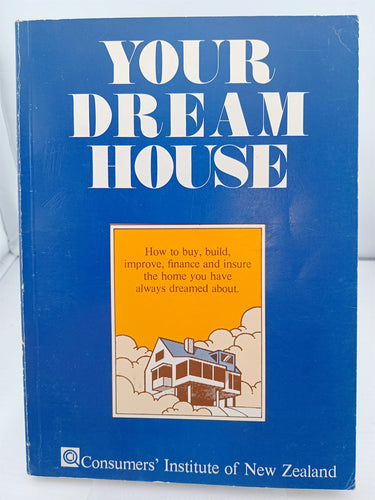 YOUR
DREAM
HOUSE
How to buy, build,
improve, finance and insure
the home you have
always dreamed about.
Consumers' Institute of New Zealand